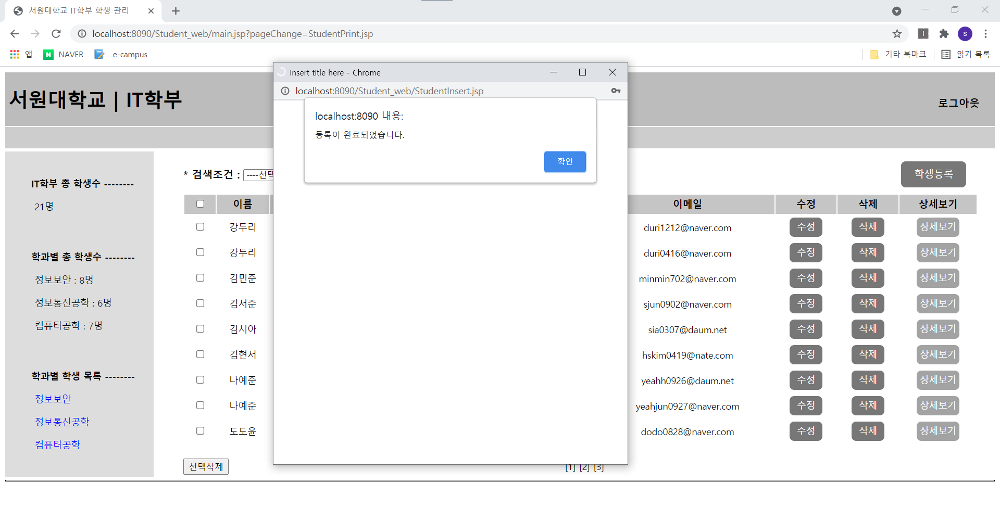 서원대학교 IT학부 학생 관리
localhost:8090/Student_web/main.jsp?pageChange=StudentPrint.jsp
s
앱 NAVER e-campus 기타 북마크 읽기 목록
Insert title here - Chrome
localhost:8090/Student_web/StudentInsert.jsp
서원대학교 | IT학부
로그아웃
localhost:8090 내용:
등록이 완료되었습니다.
확인
IT학부 총 학생수 --------
21명
학과별 총 학생수 --------
정보보안 : 8명
정보통신공학 : 6명
컴퓨터공학 : 7명
학과별 학생 목록 --------
정보보안
정보통신공학
컴퓨터공학
* 검색조건 : ----선택
학생등록
이름 이메일 수정 삭제 상세보기
강두리 duri1212@naver.com 수정 삭제 상세보기
강두리 duri0416@naver.com 수정 삭제 상세보기
김민준 minmin702@naver.com 수정 삭제 상세보기
김서준 sjun0902@naver.com 수정 삭제 상세보기
김시아 sia0307@daum.net 수정 삭제 상세보기
김현서 hskim0419@nate.com 수정 삭제 상세보기
나예준 yeahh0926@daum.net 수정 삭제 상세보기
나예준 yeahjun0927@naver.com 수정 삭제 상세보기
도도윤 dodo0828@naver.com 수정 삭제 상세보기
선택삭제 [1] [2] [3]